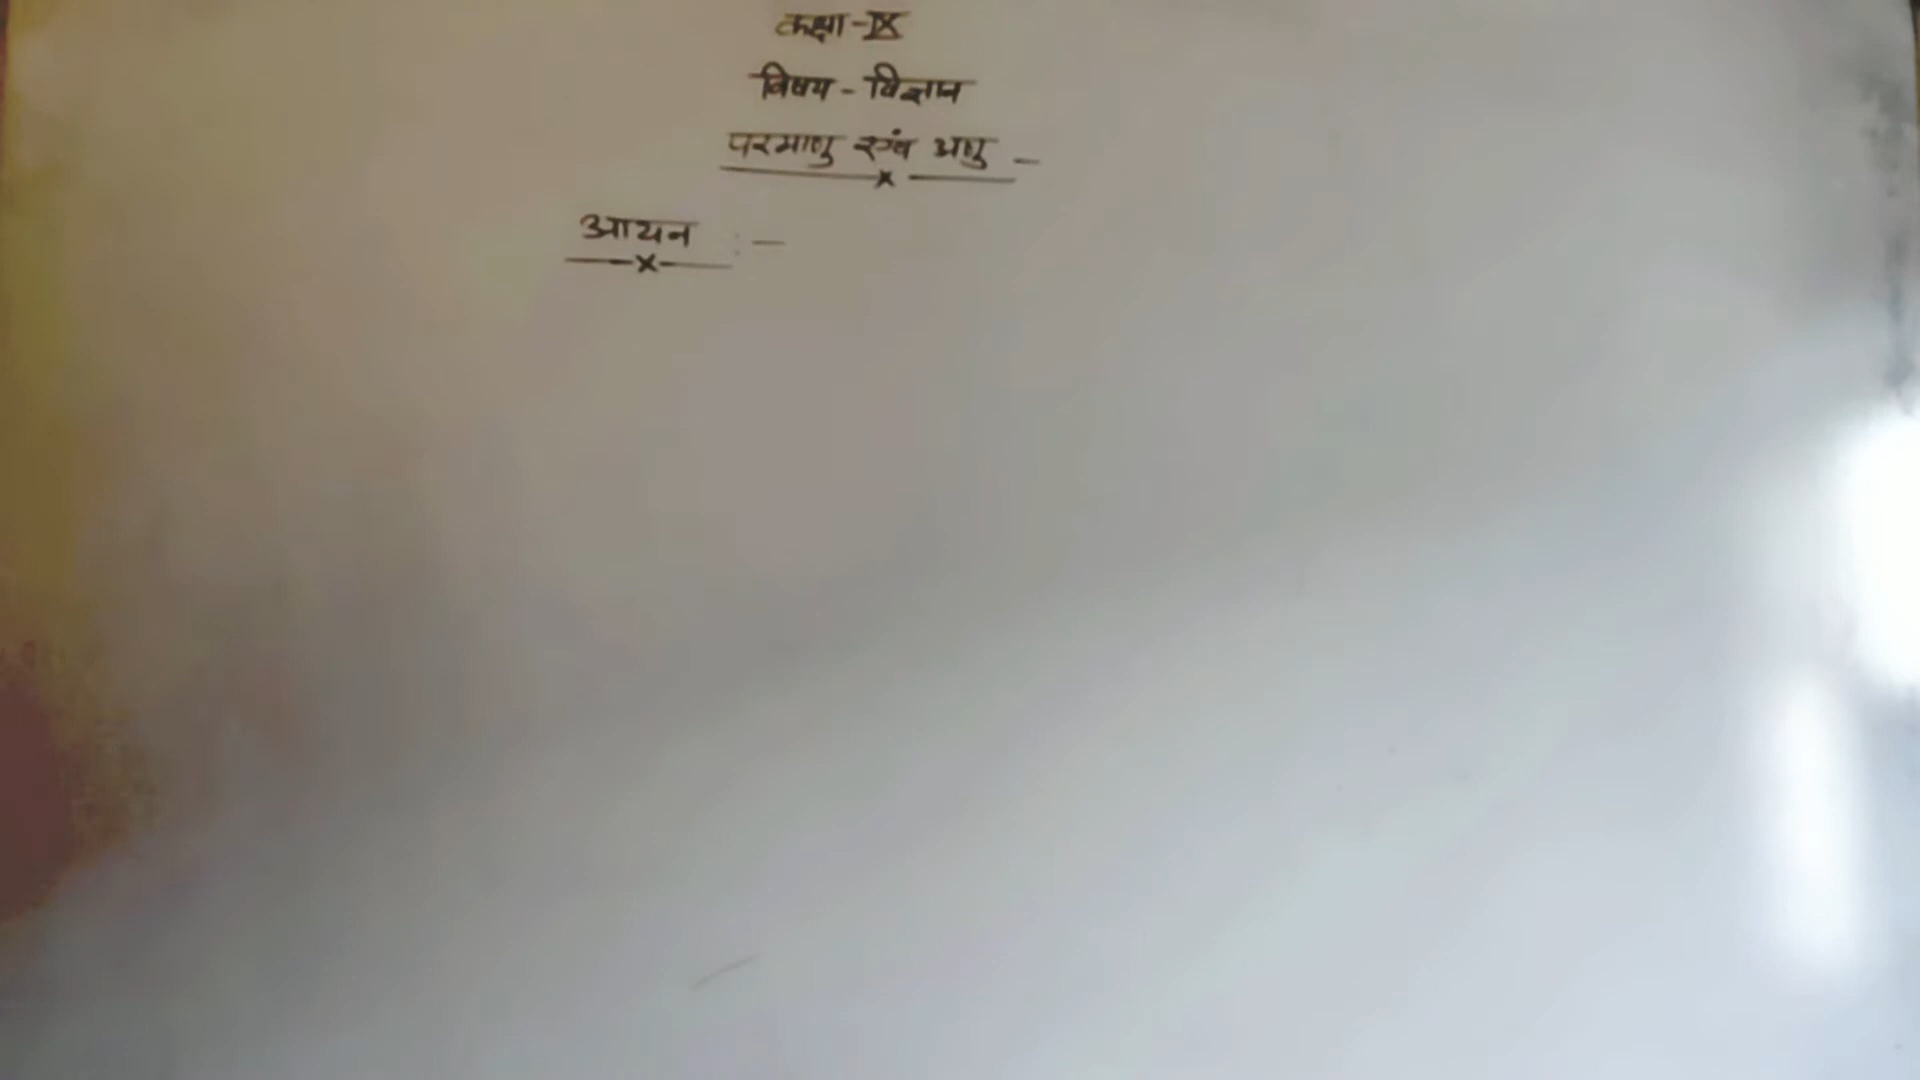 कक्षा - IX
विषय - विज्ञान
परमाणु एवं अणु -
आयन :-